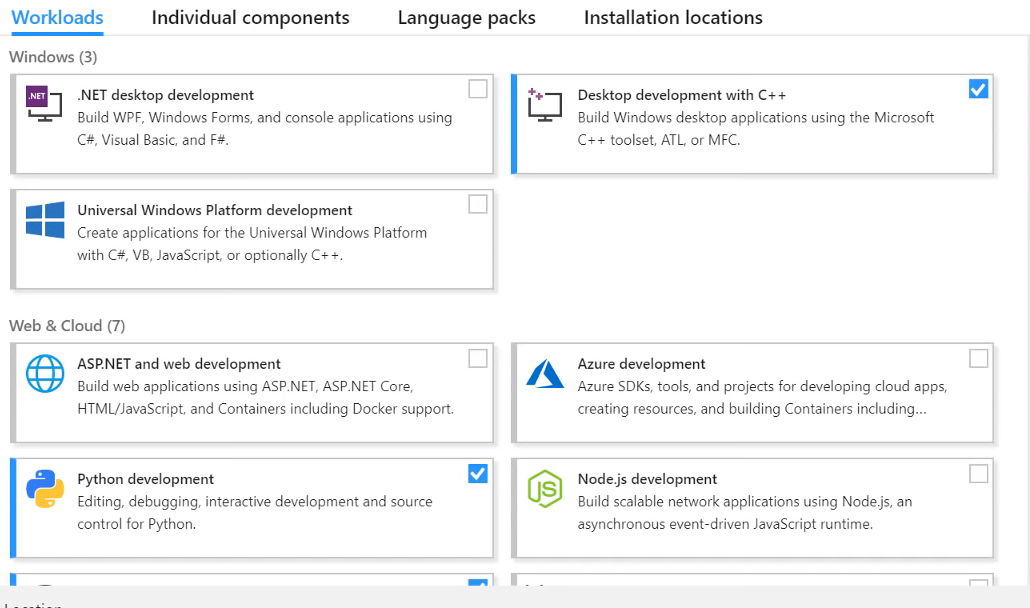 Workloads Individual components Language packs Installation locations
Windows (3)
.NET
.NET desktop development
Build WPF, Windows Forms, and console applications using
C#, Visual Basic, and F#.
Desktop development with C++
Build Windows desktop applications using the Microsoft
C++ toolset, ATL, or MFC.
Universal Windows Platform development
Create applications for the Universal Windows Platform
with C#, VB, JavaScript, or optionally C++.
Web & Cloud (7)
ASP.NET and web development
Build web applications using ASP.NET, ASP.NET Core,
HTML/JavaScript, and Containers including Docker support.
Azure development
Azure SDKs, tools, and projects for developing cloud apps,
creating resources, and building Containers including...
Python development
Editing, debugging, interactive development and source
control for Python.
JS
Node.js development
Build scalable network applications using Node.js, an
asynchronous event-driven JavaScript runtime.
Location